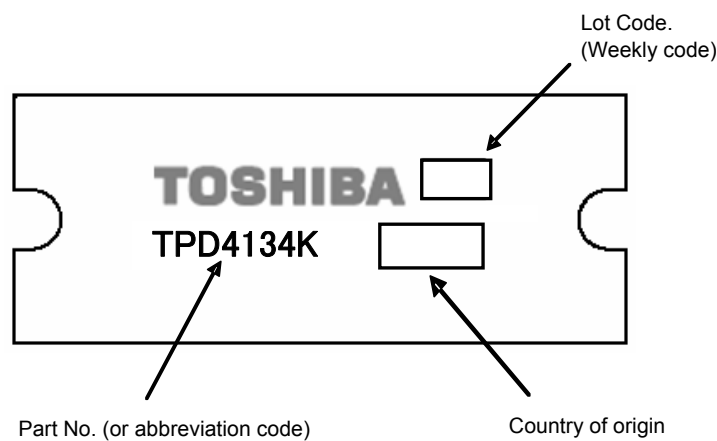 Lot Code.
(Weekly code)
TOSHIBA
TPD4134K
Part No. (or abbreviation code)
Country of origin